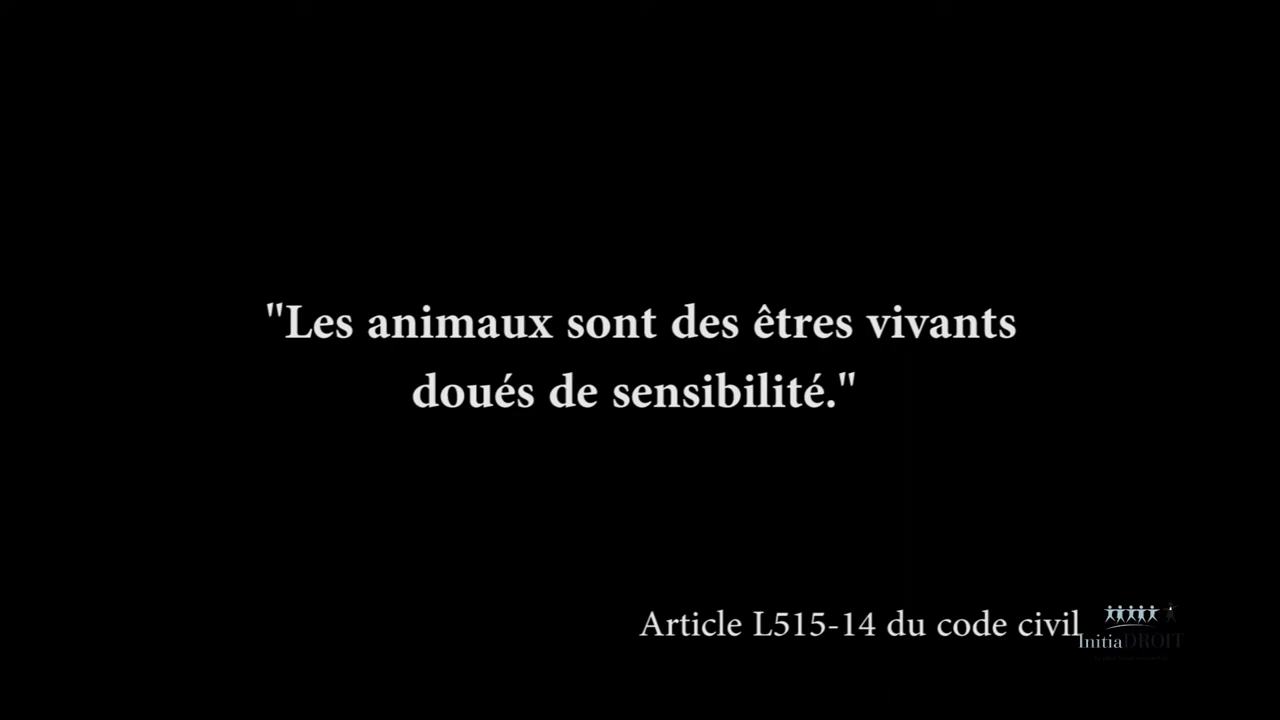 "Les animaux sont des êtres vivants
doués de sensibilité."
Article L515-14 du code civil
InitiaDROIT